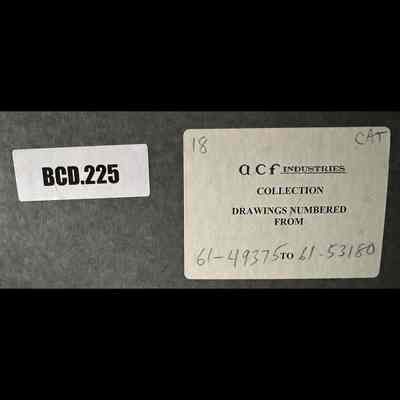 BCD.225
18 CAT
acf INDUSTRIES
COLLECTION
DRAWINGS NUMBERED
FROM
61-49375 TO 61-53180